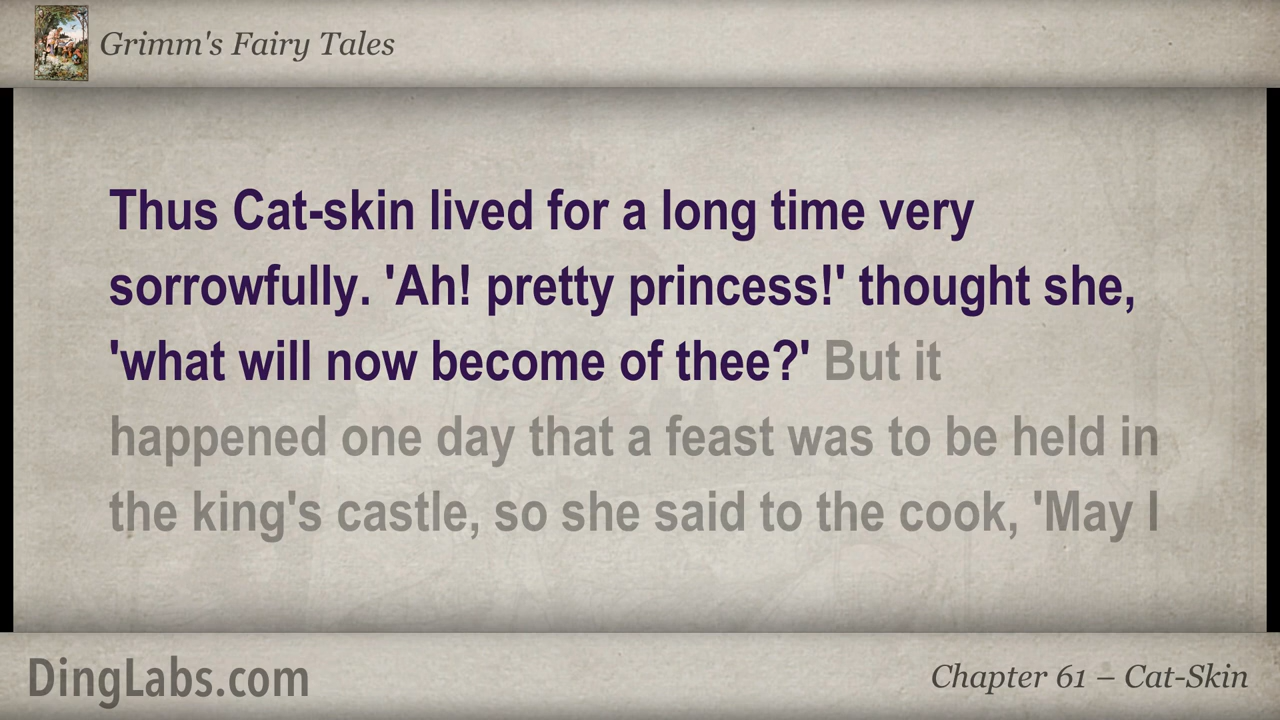 Grimm's Fairy Tales
Thus Cat-skin lived for a long time very
sorrowfully. 'Ah! pretty princess!' thought she,
'what will now become of thee?' But it
happened one day that a feast was to be held in
the king's castle, so she said to the cook, 'May I
DingLabs.com
Chapter 61 – Cat-Skin